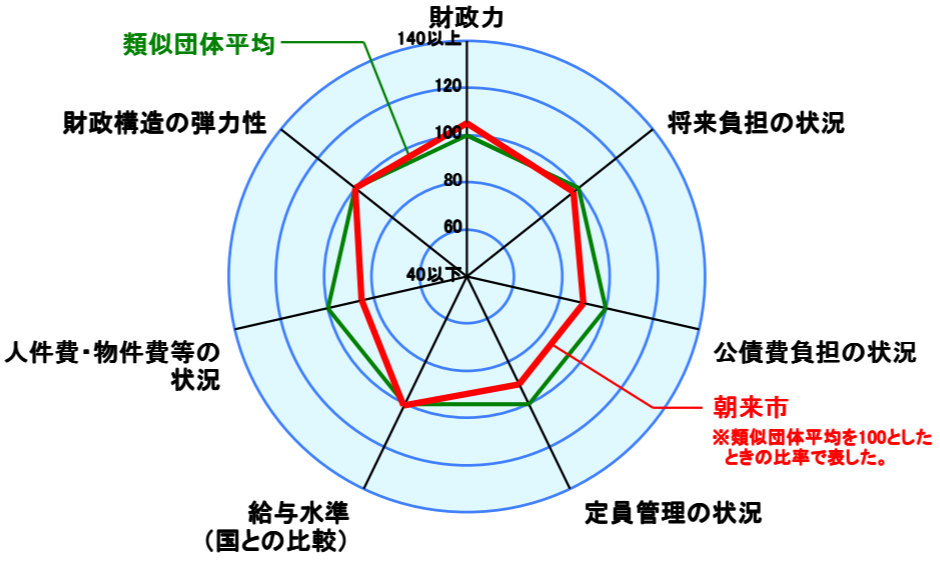 財政力
140以上
類似団体平均
120
財政構造の弾力性
将来負担の状況
100
80
60
40以下
人件費・物件費等の
状況
公債費負担の状況
朝来市
※類似団体平均を100とした
ときの比率で表した。
給与水準
（国との比較）
定員管理の状況